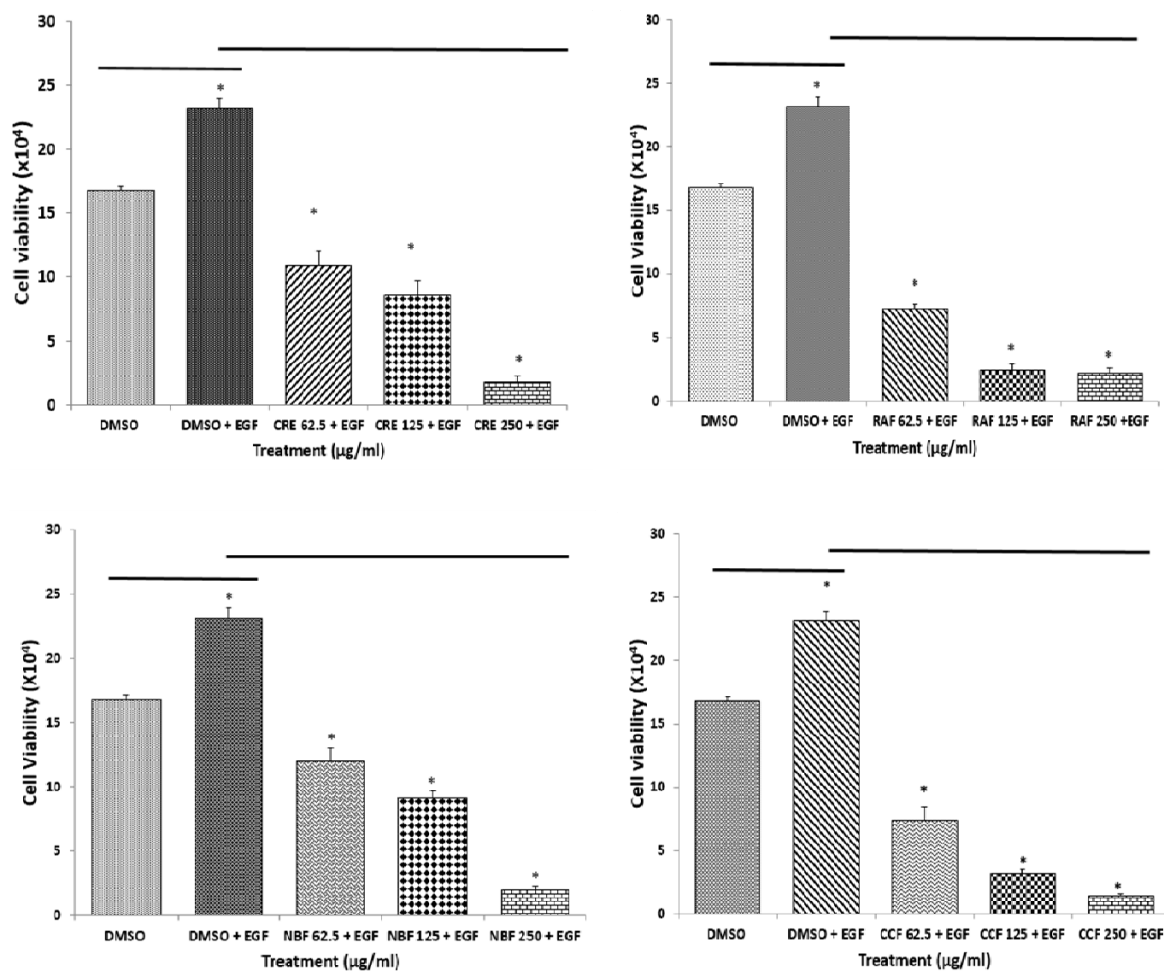 30
25
20
15
10
5
0
Cell viability (x10⁴)
*
*
*
*
DMSO
DMSO + EGF
CRE 62.5 + EGF
CRE 125 + EGF
CRE 250 + EGF
Treatment (µg/ml)
30
25
20
15
10
5
0
Cell viability (X10⁴)
*
*
*
*
DMSO
DMSO + EGF
RAF 62.5 + EGF
RAF 125 + EGF
RAF 250 +EGF
Treatment (µg/ml)
30
25
20
15
10
5
0
Cell Viability (X10⁴)
*
*
*
*
DMSO
DMSO + EGF
NBF 62.5 + EGF
NBF 125 + EGF
NBF 250 + EGF
Treatment (µg/ml)
30
25
20
15
10
5
0
Cell Viability (X10⁴)
*
*
*
*
DMSO
DMSO + EGF
CCF 62.5 + EGF
CCF 125 + EGF
CCF 250 + EGF
Treatment (µg/ml)